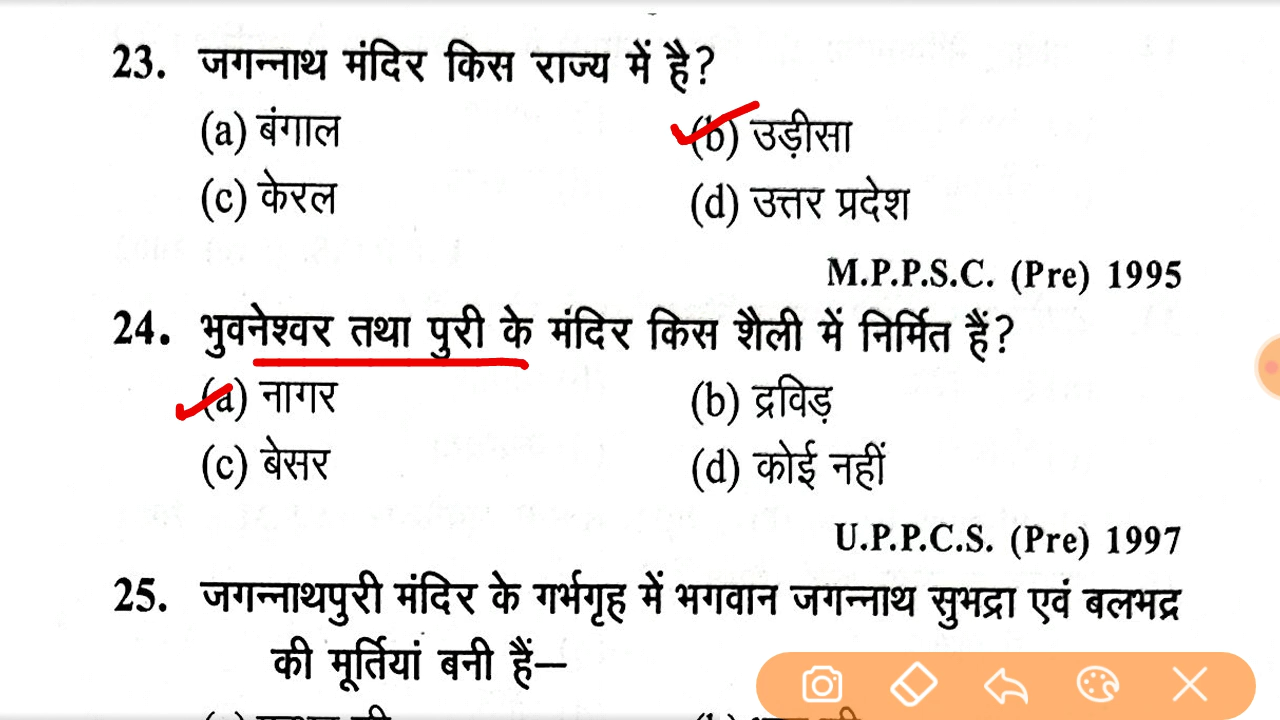 23. जगन्नाथ मंदिर किस राज्य में है?
(a) बंगाल (b) उड़ीसा
(c) केरल (d) उत्तर प्रदेश
M.P.P.S.C. (Pre) 1995
24. भुवनेश्वर तथा पुरी के मंदिर किस शैली में निर्मित हैं?
(a) नागर (b) द्रविड़
(c) बेसर (d) कोई नहीं
U.P.P.C.S. (Pre) 1997
25. जगन्नाथपुरी मंदिर के गर्भगृह में भगवान जगन्नाथ सुभद्रा एवं बलभद्र
की मूर्तियां बनी हैं—